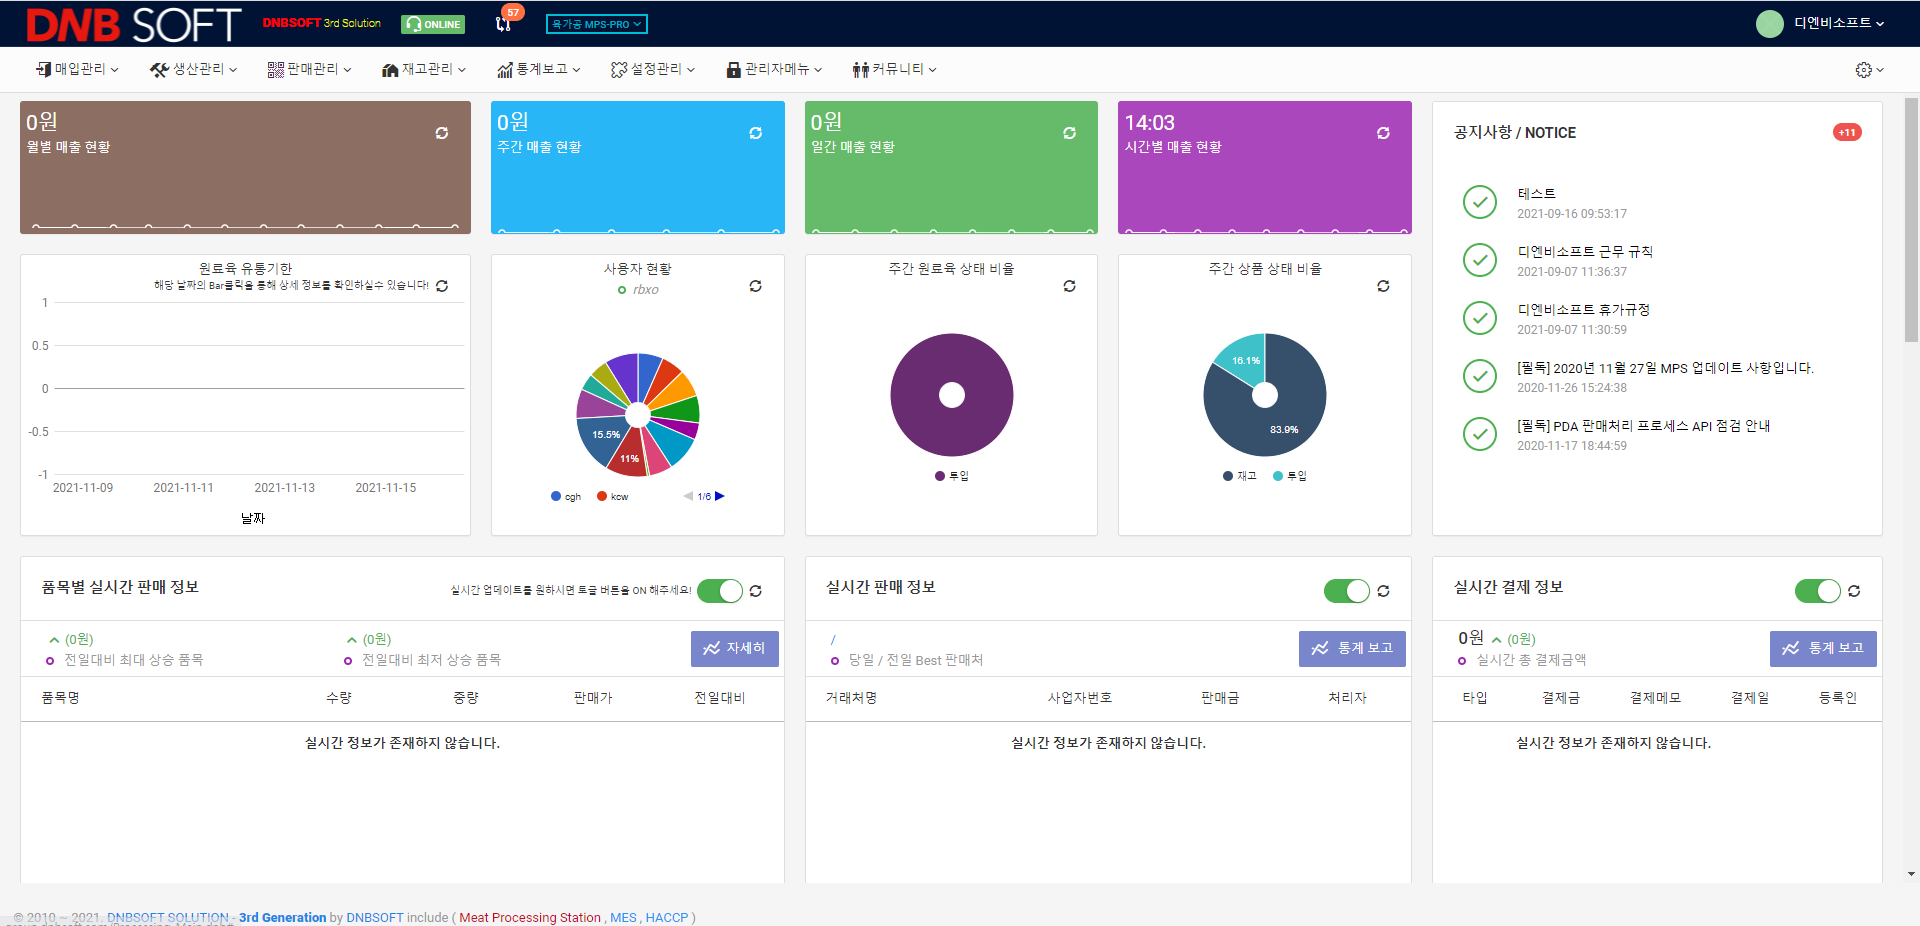 DNB SOFT
DNBSOFT 3rd Solution
ONLINE
57
육가공 MPS-PRO
디엔비소프트
매입관리
생산관리
판매관리
재고관리
통계보고
설정관리
관리자메뉴
커뮤니티
0원
월별 매출 현황
0원
주간 매출 현황
0원
일간 매출 현황
14:03
시간별 매출 현황
공지사항 / NOTICE
+11
테스트
2021-09-16 09:53:17
디엔비소프트 근무 규칙
2021-09-07 11:36:37
디엔비소프트 휴가규정
2021-09-07 11:30:59
[필독] 2020년 11월 27일 MPS 업데이트 사항입니다.
2020-11-26 15:24:38
[필독] PDA 판매처리 프로세스 API 점검 안내
2020-11-17 18:44:59
원료육 유통기한
해당 날짜의 Bar클릭을 통해 상세 정보를 확인하실수 있습니다!
1
0.5
0
-0.5
-1
2021-11-09
2021-11-11
2021-11-13
2021-11-15
날짜
사용자 현황
rbxo
15.5%
11%
cgh
kcw
1/6
주간 원료육 상태 비율
투입
주간 상품 상태 비율
16.1%
83.9%
재고
투입
품목별 실시간 판매 정보
실시간 업데이트를 원하시면 토글 버튼을 ON 해주세요!
(0원)
전일대비 최대 상승 품목
(0원)
전일대비 최저 상승 품목
자세히
품목명
수량
중량
판매가
전일대비
실시간 정보가 존재하지 않습니다.
실시간 판매 정보
/
당일 / 전일 Best 판매처
통계 보고
거래처명
사업자번호
판매금
처리자
실시간 정보가 존재하지 않습니다.
실시간 결제 정보
0원 (0원)
실시간 총 결제금액
통계 보고
타입
결제금
결제메모
결제일
등록인
실시간 정보가 존재하지 않습니다.
© 2010 ~ 2021. DNBSOFT SOLUTION - 3rd Generation by DNBSOFT include ( Meat Processing Station , MES , HACCP )